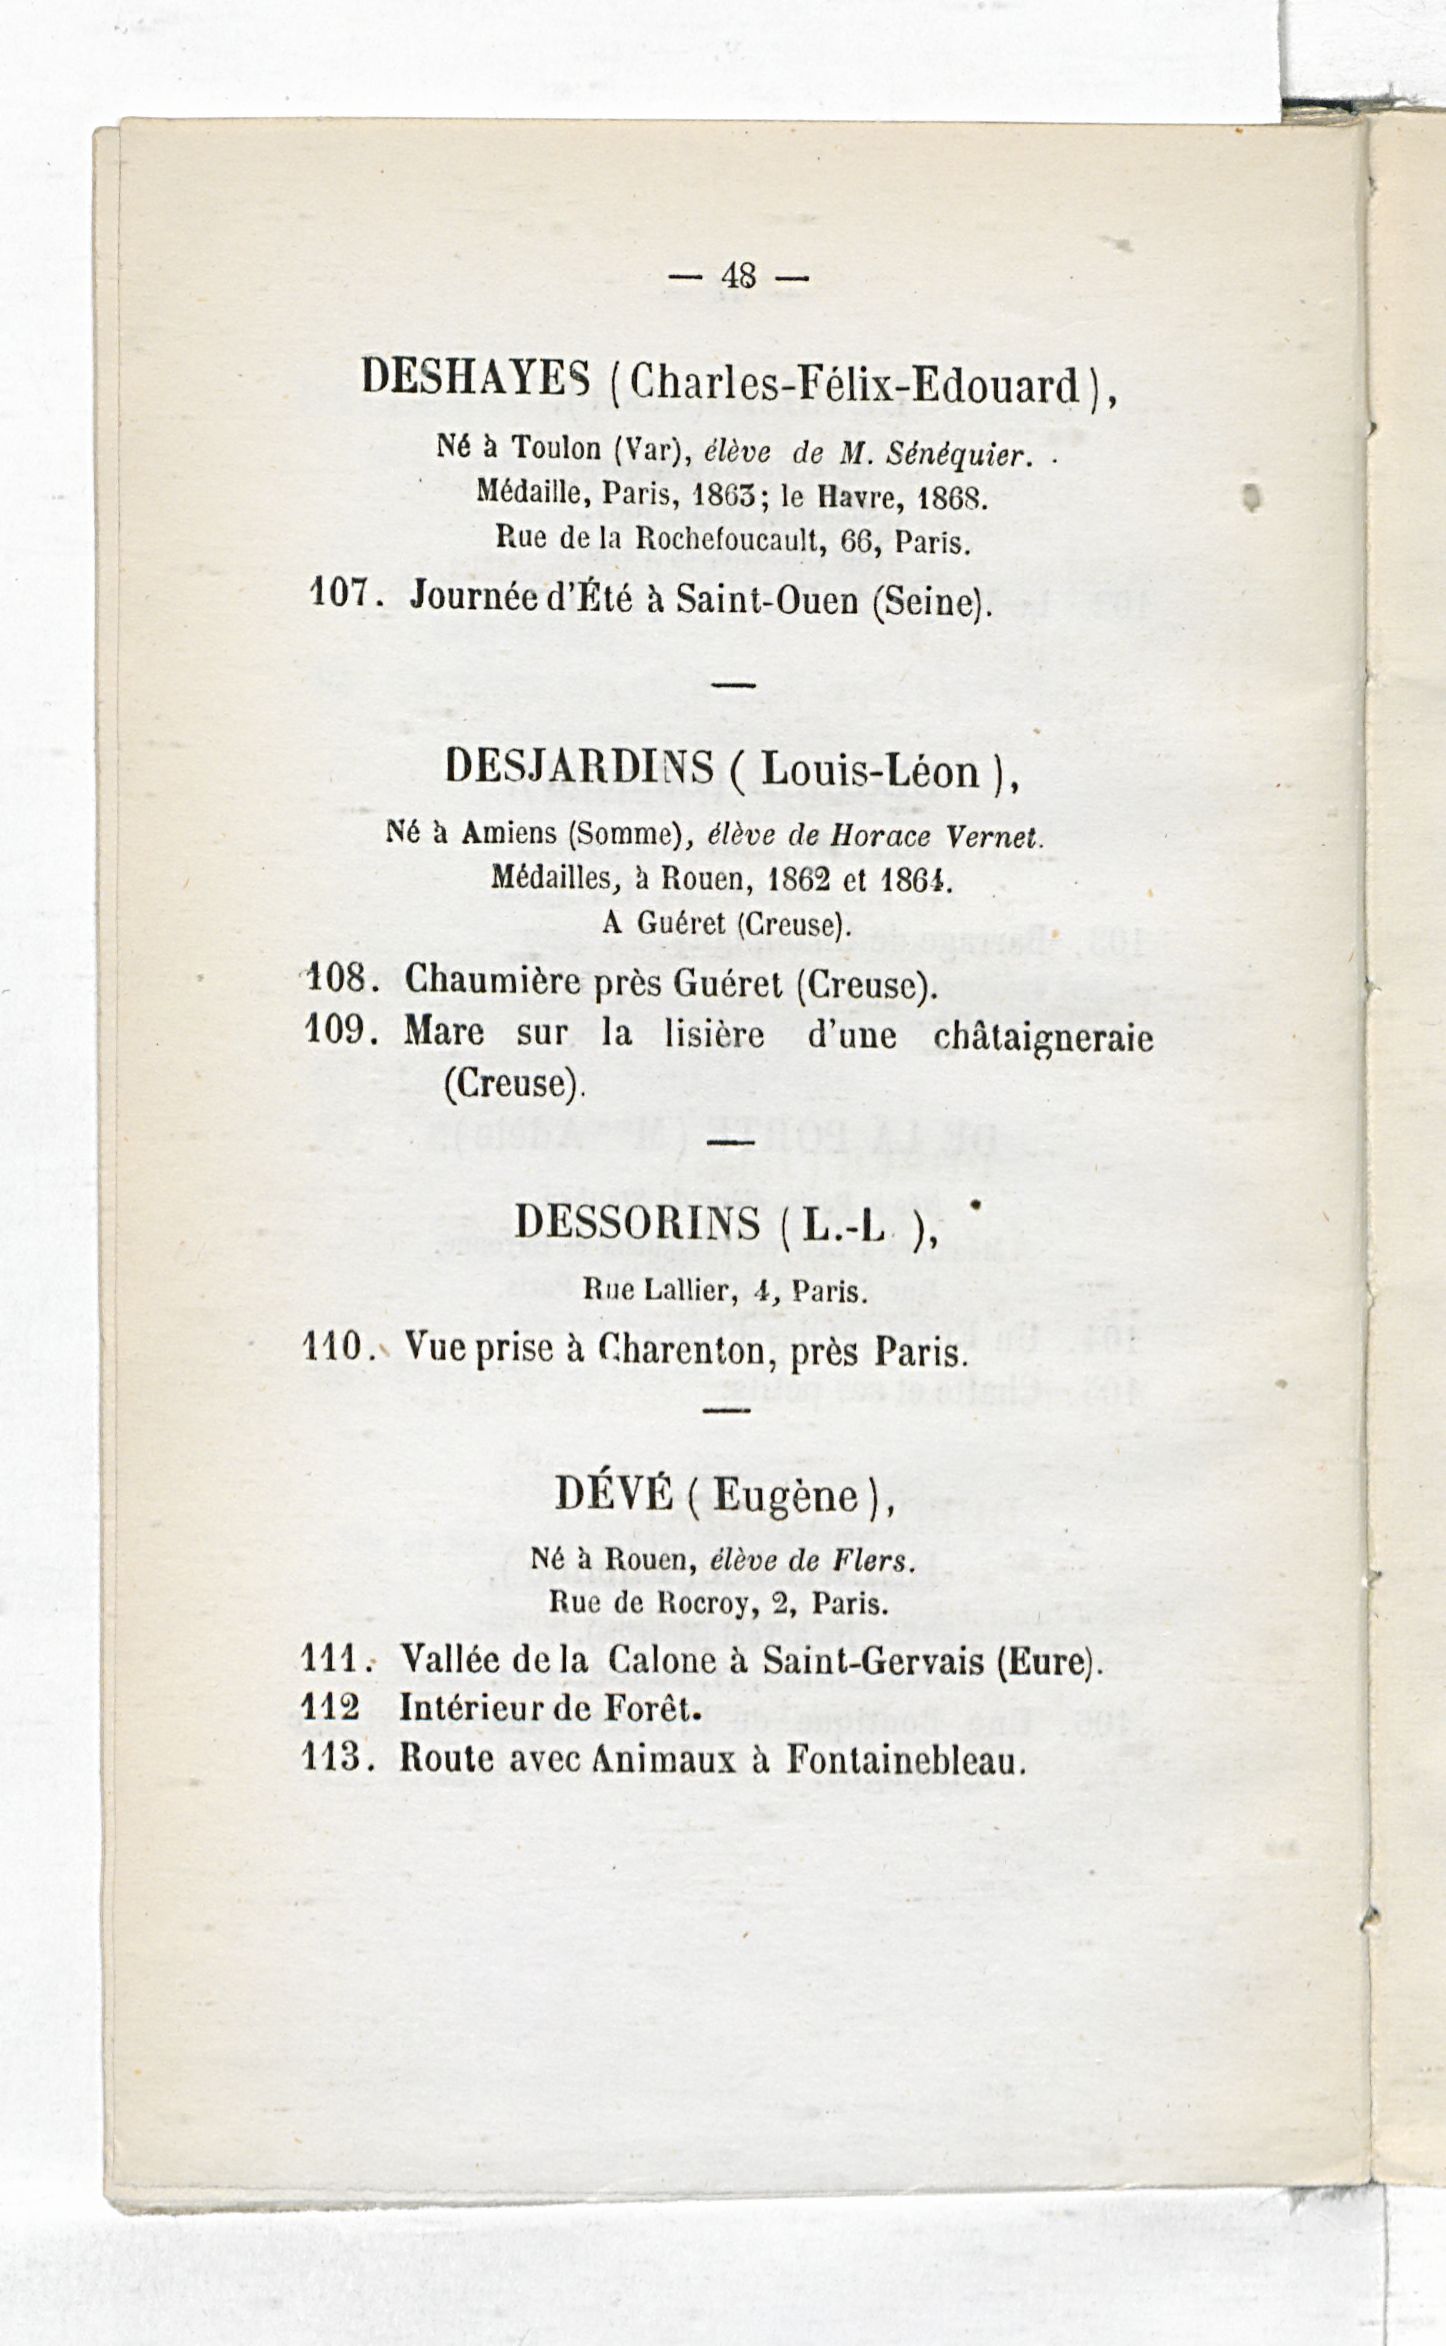 — 48 —
DESHAYES (Charles-Félix-Edouard),
Né à Toulon (Var), élève de M. Sénéquier.
Médaille, Paris, 1863; le Havre, 1868.
Rue de la Rochefoucault, 66, Paris.
107. Journée d'Été à Saint-Ouen (Seine).
—
DESJARDINS ( Louis-Léon ),
Né à Amiens (Somme), élève de Horace Vernet.
Médailles, à Rouen, 1862 et 1864.
A Guéret (Creuse).
108. Chaumière près Guéret (Creuse).
109. Mare sur la lisière d'une châtaigneraie
(Creuse).
—
DESSORINS ( L.-L ),
Rue Lallier, 4, Paris.
110. Vue prise à Charenton, près Paris.
—
DÉVÉ ( Eugène ),
Né à Rouen, élève de Flers.
Rue de Rocroy, 2, Paris.
111. Vallée de la Calone à Saint-Gervais (Eure).
112 Intérieur de Forêt.
113. Route avec Animaux à Fontainebleau.